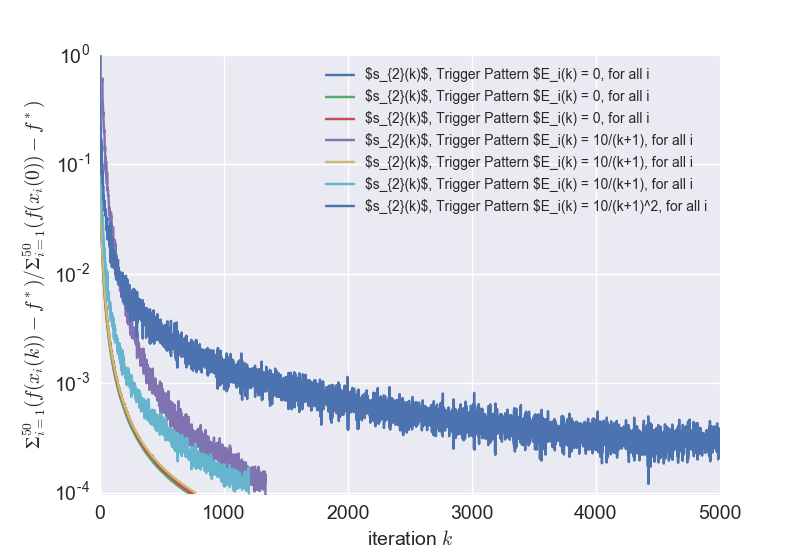 10^0
10^{-1}
10^{-2}
10^{-3}
10^{-4}
0
1000
2000
3000
4000
5000
iteration k
Σ_{i=1}^{50}(f(x_i(k)) − f*)/Σ_{i=1}^{50}(f(x_i(0)) − f*)
$s_{2}(k)$, Trigger Pattern $E_i(k) = 0, for all i
$s_{2}(k)$, Trigger Pattern $E_i(k) = 0, for all i
$s_{2}(k)$, Trigger Pattern $E_i(k) = 0, for all i
$s_{2}(k)$, Trigger Pattern $E_i(k) = 10/(k+1), for all i
$s_{2}(k)$, Trigger Pattern $E_i(k) = 10/(k+1), for all i
$s_{2}(k)$, Trigger Pattern $E_i(k) = 10/(k+1), for all i
$s_{2}(k)$, Trigger Pattern $E_i(k) = 10/(k+1)^2, for all i